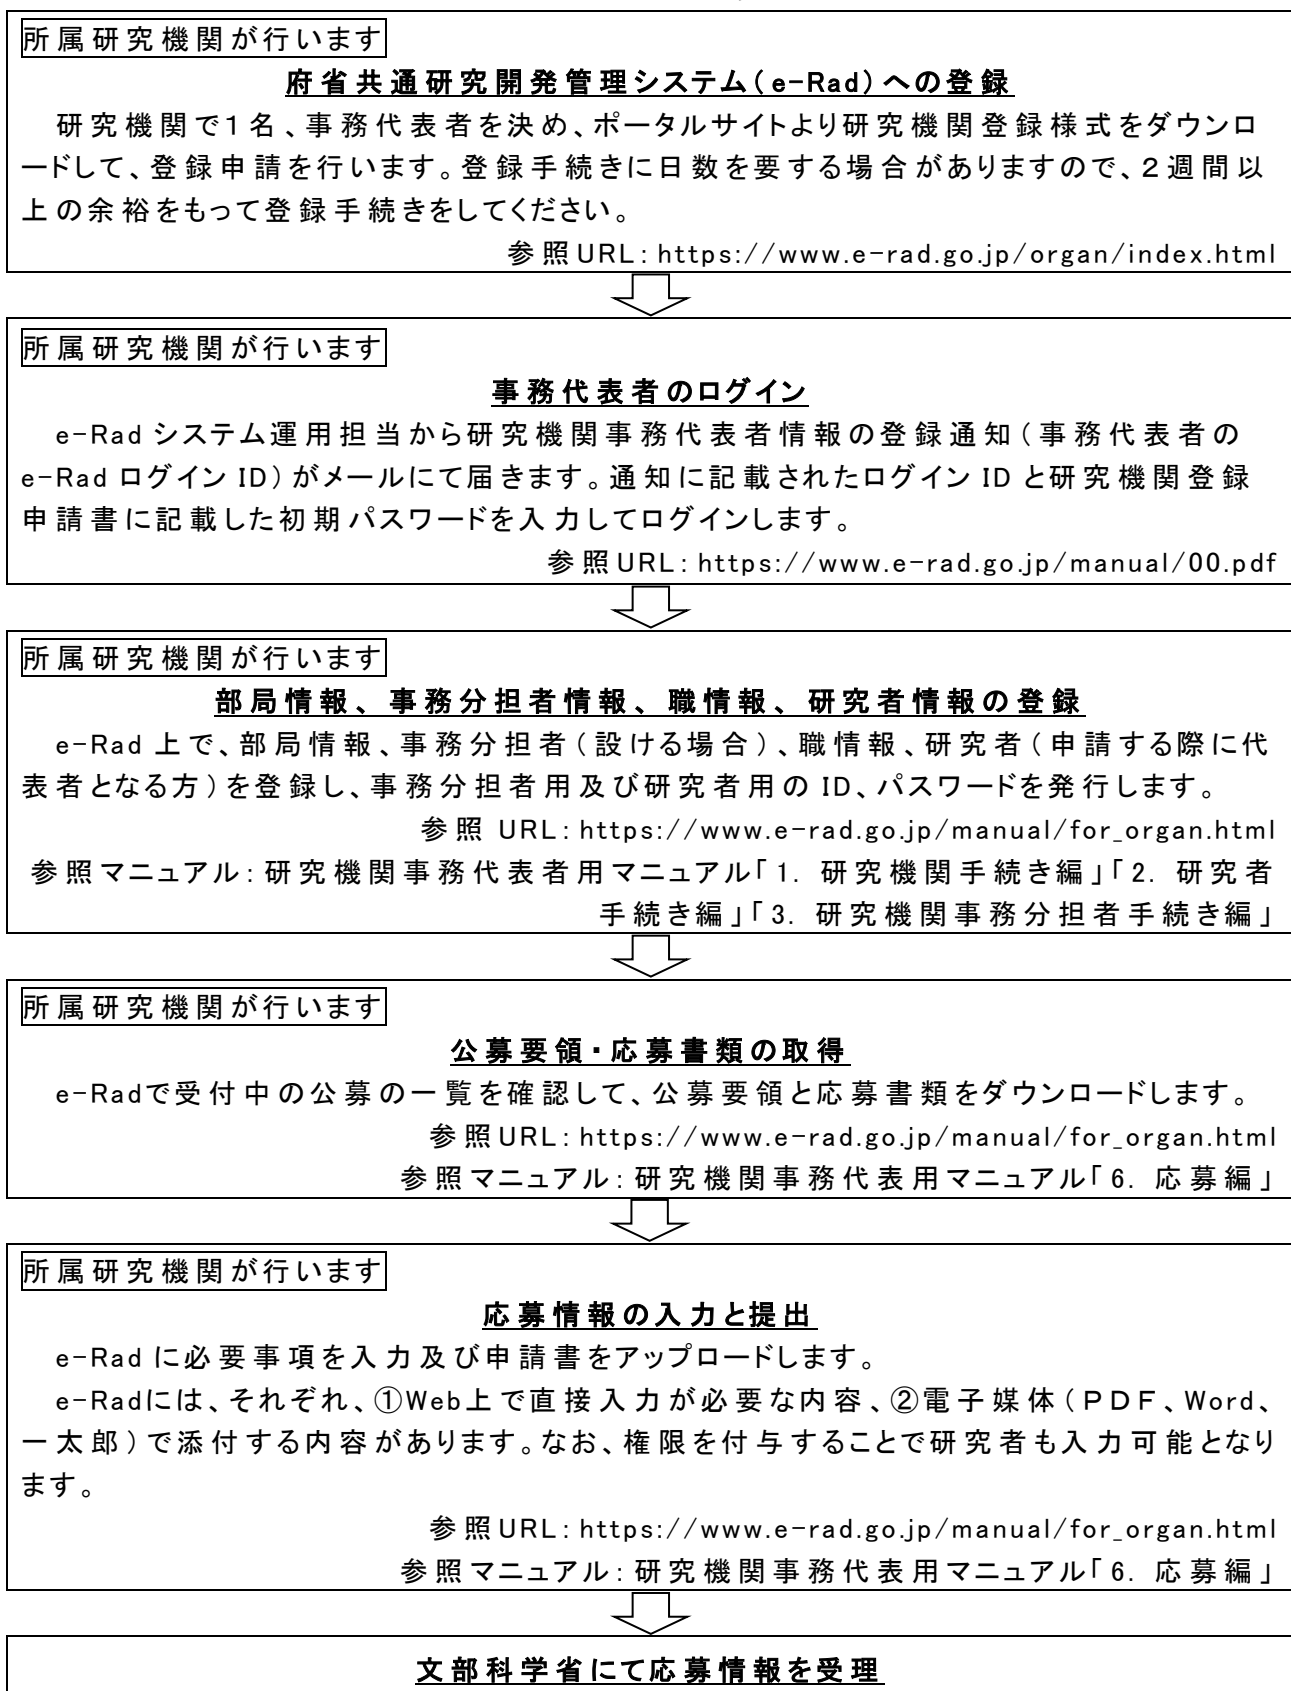 所属研究機関が行います
府省共通研究開発管理システム(e-Rad)への登録
研究機関で1名、事務代表者を決め、ポータルサイトより研究機関登録様式をダウンロ
ードして、登録申請を行います。登録手続きに日数を要する場合がありますので、2週間以
上の余裕をもって登録手続きをしてください。
参照URL:https://www.e-rad.go.jp/organ/index.html
所属研究機関が行います
事務代表者のログイン
e-Rad システム運用担当から研究機関事務代表者情報の登録通知(事務代表者の
e-Rad ログイン ID)がメールにて届きます。通知に記載されたログイン ID と研究機関登録
申請書に記載した初期パスワードを入力してログインします。
参照URL:https://www.e-rad.go.jp/manual/00.pdf
所属研究機関が行います
部局情報、事務分担者情報、職情報、研究者情報の登録
e-Rad 上で、部局情報、事務分担者(設ける場合)、職情報、研究者(申請する際に代
表者となる方)を登録し、事務分担者用及び研究者用の ID、パスワードを発行します。
参照 URL:https://www.e-rad.go.jp/manual/for_organ.html
参照マニュアル:研究機関事務代表者用マニュアル「1. 研究機関手続き編」「2. 研究者
手続き編」「3. 研究機関事務分担者手続き編」
所属研究機関が行います
公募要領・応募書類の取得
e-Radで受付中の公募の一覧を確認して、公募要領と応募書類をダウンロードします。
参照URL:https://www.e-rad.go.jp/manual/for_organ.html
参照マニュアル:研究機関事務代表用マニュアル「6. 応募編」
所属研究機関が行います
応募情報の入力と提出
e-Rad に必要事項を入力及び申請書をアップロードします。
e-Radには、それぞれ、①Web上で直接入力が必要な内容、②電子媒体(PDF、Word、
一太郎)で添付する内容があります。なお、権限を付与することで研究者も入力可能となり
ます。
参照URL:https://www.e-rad.go.jp/manual/for_organ.html
参照マニュアル:研究機関事務代表用マニュアル「6. 応募編」
文部科学省にて応募情報を受理